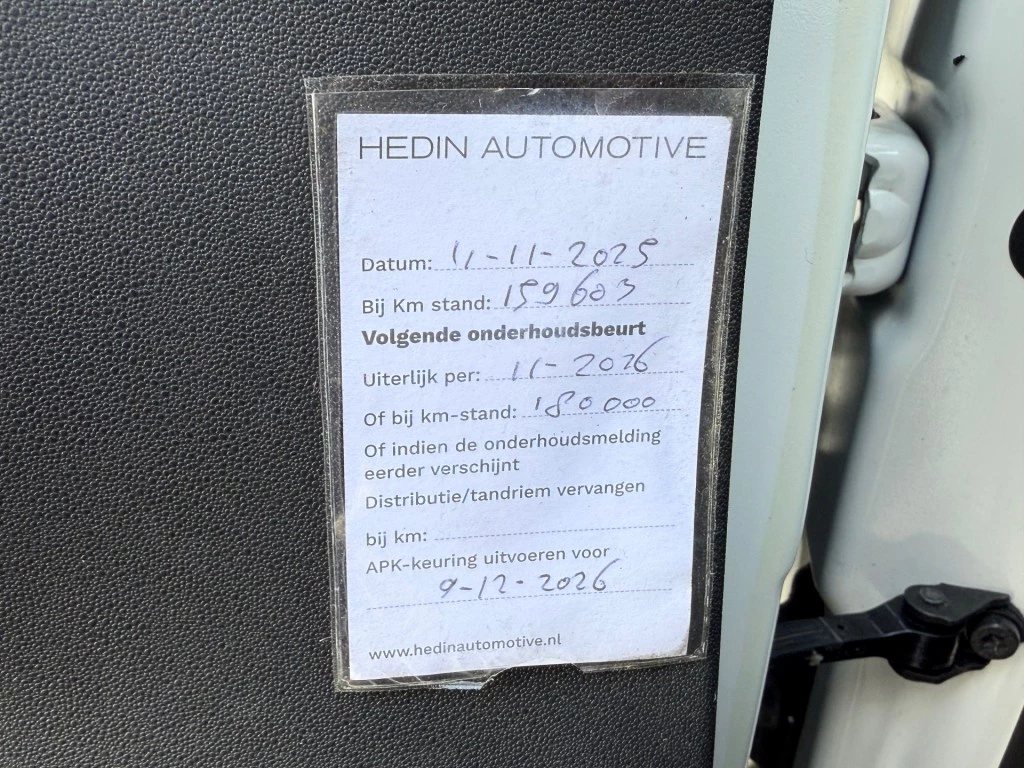 HEDIN AUTOMOTIVE
Datum: 11-11-2025
Bij Km stand: 159603
Volgende onderhoudsbeurt
Uiterlijk per: 11-2026
Of bij km-stand: 180000
Of indien de onderhoudsmelding
eerder verschijnt
Distributie/tandriem vervangen
bij km:
APK-keuring uitvoeren voor
9-12-2026
www.hedinautomotive.nl